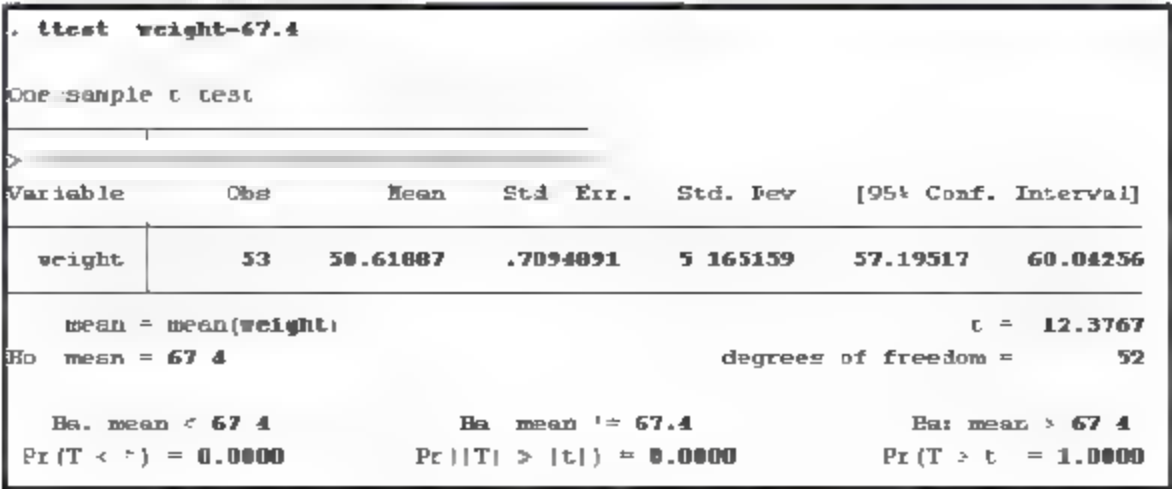 . ttest weight=67.4
One-sample t test
Variable Obs Mean Std. Err. Std. Dev. [95% Conf. Interval]
weight 53 58.61887 .7094891 5.165159 57.19517 60.04256
mean = mean(weight) t = 12.3767
Ho mean = 67.4 degrees of freedom = 52
Ha: mean < 67.4 Ha: mean != 67.4 Ha: mean > 67.4
Pr(T < t) = 0.0000 Pr(|T| > |t|) = 0.0000 Pr(T > t) = 1.0000